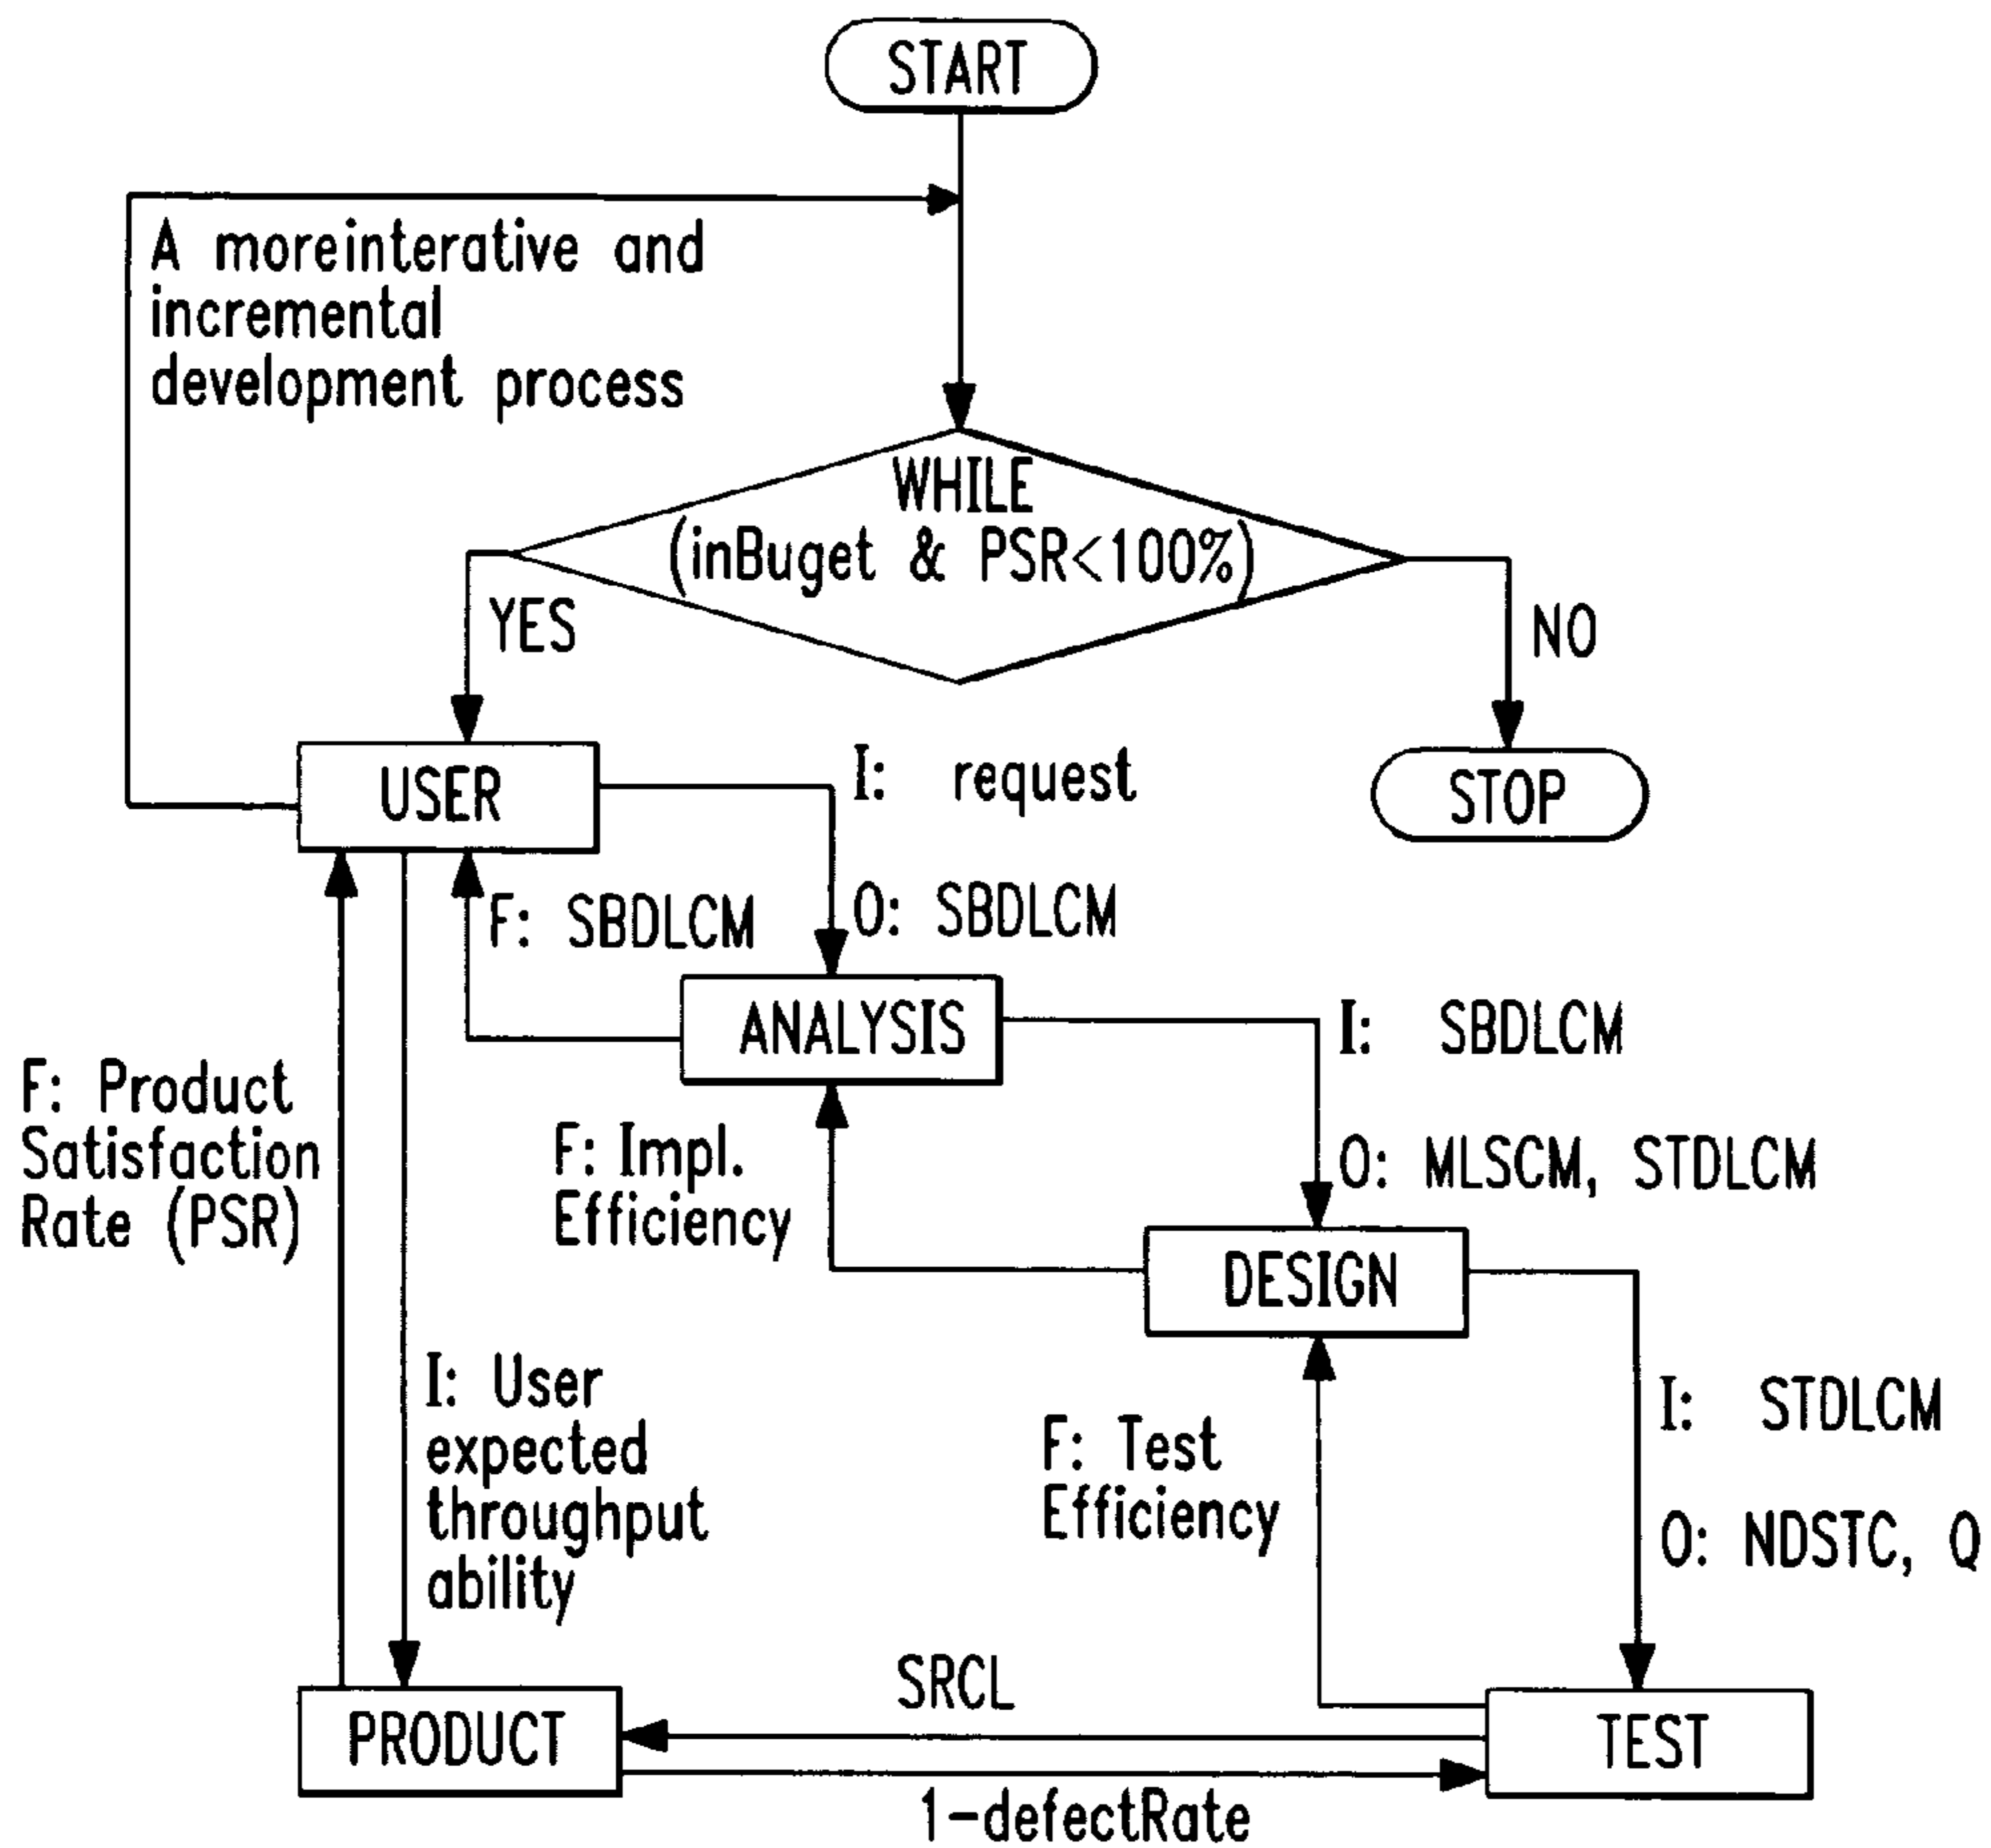 START
A moreinterative and
incremental
development process
WHILE
(inBuget & PSR<100%)
YES
NO
USER
I: request
STOP
F: SBDLCM
O: SBDLCM
ANALYSIS
I: SBDLCM
F: Product
Satisfaction
Rate (PSR)
F: Impl.
Efficiency
O: MLSCM, STDLCM
DESIGN
I: User
expected
throughput
ability
F: Test
Efficiency
I: STDLCM
O: NDSTC, Q
SRCL
PRODUCT
TEST
1-defectRate